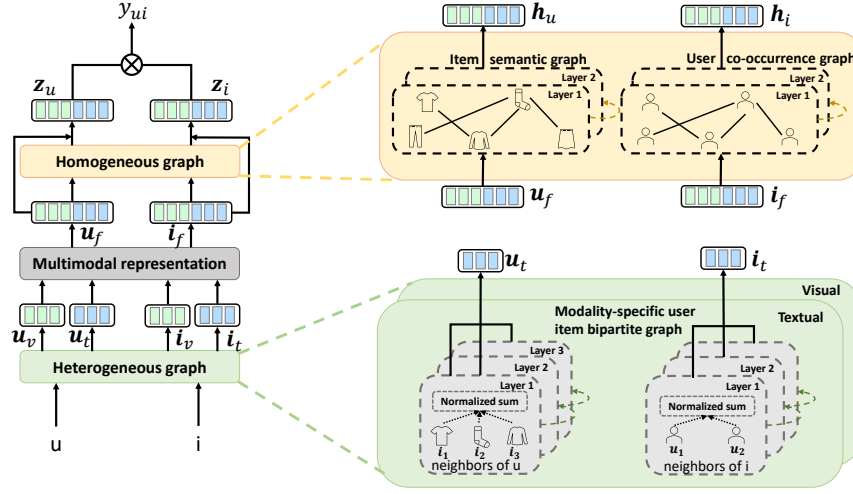 y_{ui}
z_u
z_i
Homogeneous graph
u_f
i_f
Multimodal representation
u_v
u_t
i_v
i_t
Heterogeneous graph
u
i
h_u
h_i
Item semantic graph
User co-occurrence graph
Layer 2
Layer 2
Layer 1
Layer 1
u_f
i_f
u_t
i_t
Visual
Modality-specific user
item bipartite graph
Textual
Layer 3
Layer 2
Layer 2
Layer 1
Layer 1
Normalized sum
Normalized sum
i_1
i_2
i_3
u_1
u_2
neighbors of u
neighbors of i